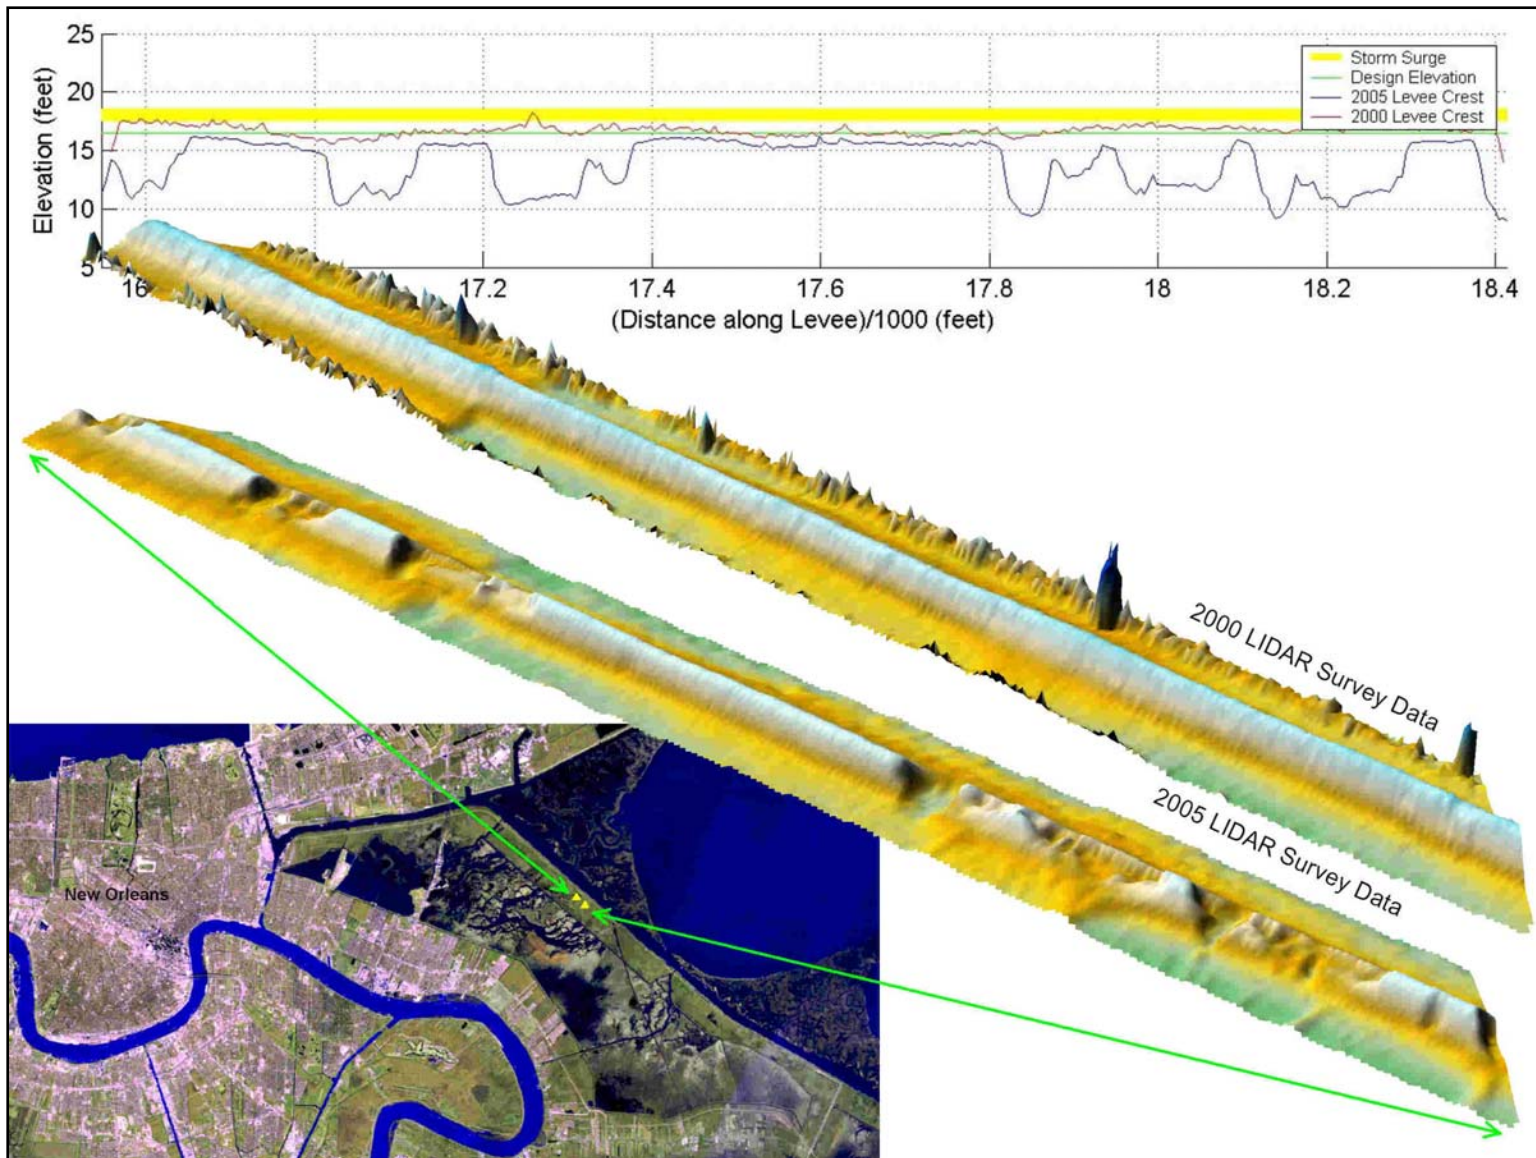 25
20
15
10
5
Elevation (feet)
Storm Surge
Design Elevation
2005 Levee Crest
2000 Levee Crest
16
17.2
17.4
17.6
17.8
18
18.2
18.4
(Distance along Levee)/1000 (feet)
2000 LIDAR Survey Data
2005 LIDAR Survey Data
New Orleans